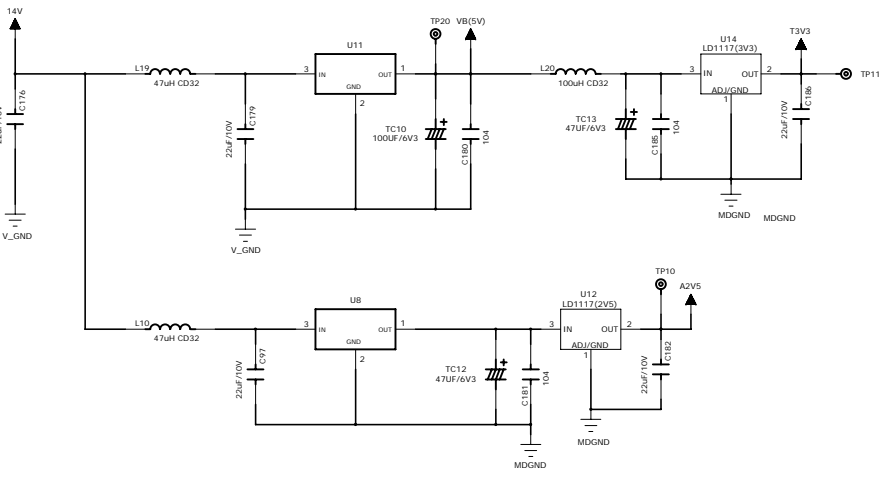 14V
C176
V_GND
L19
47uH CD32
22uF/10V
C179
V_GND
U11
3
IN
OUT
1
GND
2
TP20
VB(5V)
TC10
100UF/6V3
C180
104
L20
100uH CD32
TC13
47UF/6V3
C185
104
U14
LD1117(3V3)
3
IN
OUT
2
ADJ/GND
1
T3V3
TP11
22uF/10V
C186
MDGND
MDGND
L10
47uH CD32
22uF/10V
C97
U8
3
IN
OUT
1
GND
2
TC12
47UF/6V3
C181
104
MDGND
U12
LD1117(2V5)
3
IN
OUT
2
ADJ/GND
1
TP10
A2V5
22uF/10V
C182
MDGND